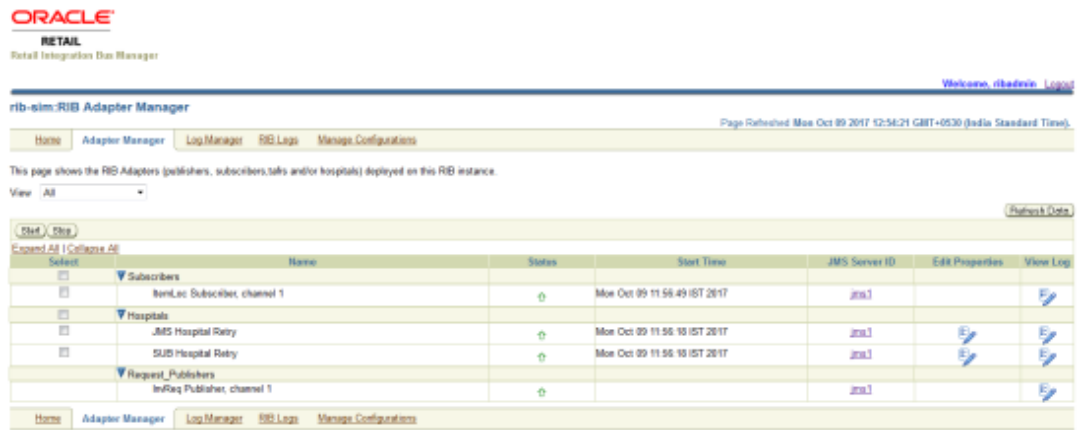 ORACLE
RETAIL
Retail Integration Bus Manager
Welcome, ribadmin Logout
rib-sim:RIB Adapter Manager
Page Refreshed Mon Oct 09 2017 12:54:21 GMT+0530 (India Standard Time).
Home Adapter Manager Log Manager RIB Logs Manage Configurations
This page shows the RIB Adapters (publishers, subscribers,tafrs and/or hospitals) deployed on this RIB instance.
View All
Refresh Data
Start Stop
Expand All | Collapse All
Select Name Status Start Time JMS Server ID Edit Properties View Log
Subscribers
ItemLoc Subscriber, channel 1 Mon Oct 09 11:56:49 IST 2017 jms1
Hospitals
JMS Hospital Retry Mon Oct 09 11:56:18 IST 2017 jms1
SUB Hospital Retry Mon Oct 09 11:56:18 IST 2017 jms1
Request_Publishers
InvReq Publisher, channel 1 jms1
Home Adapter Manager Log Manager RIB Logs Manage Configurations